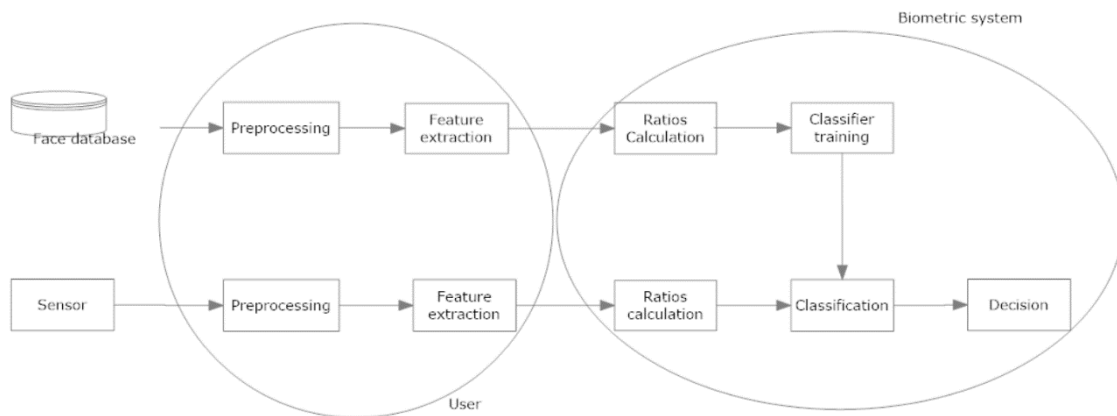 Biometric system
Face database
Preprocessing
Feature
extraction
Ratios
Calculation
Classifier
training
Sensor
Preprocessing
Feature
extraction
Ratios
calculation
Classification
Decision
User